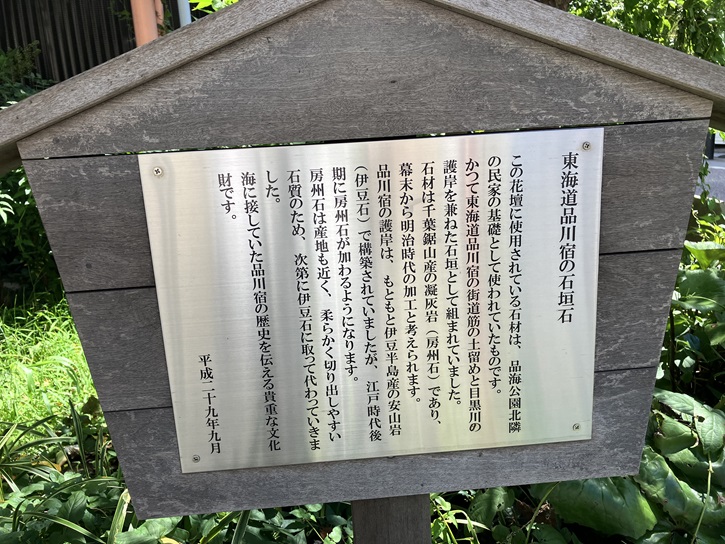 東海道品川宿の石垣石
この花壇に使用されている石材は、品海公園北隣
の民家の基礎として使われていたものです。
かつて東海道品川宿の街道筋の土留めと目黒川の
護岸を兼ねた石垣として組まれていました。
石材は千葉鋸山産の凝灰岩（房州石）であり、
幕末から明治時代の加工と考えられます。
品川宿の護岸は、もともと伊豆半島産の安山岩
（伊豆石）で構築されていましたが、江戸時代後
期に房州石が加わるようになります。
房州石は産地も近く、柔らかく切り出しやすい
石質のため、次第に伊豆石に取って代わっていきま
した。
海に接していた品川宿の歴史を伝える貴重な文化
財です。
平成二十九年九月